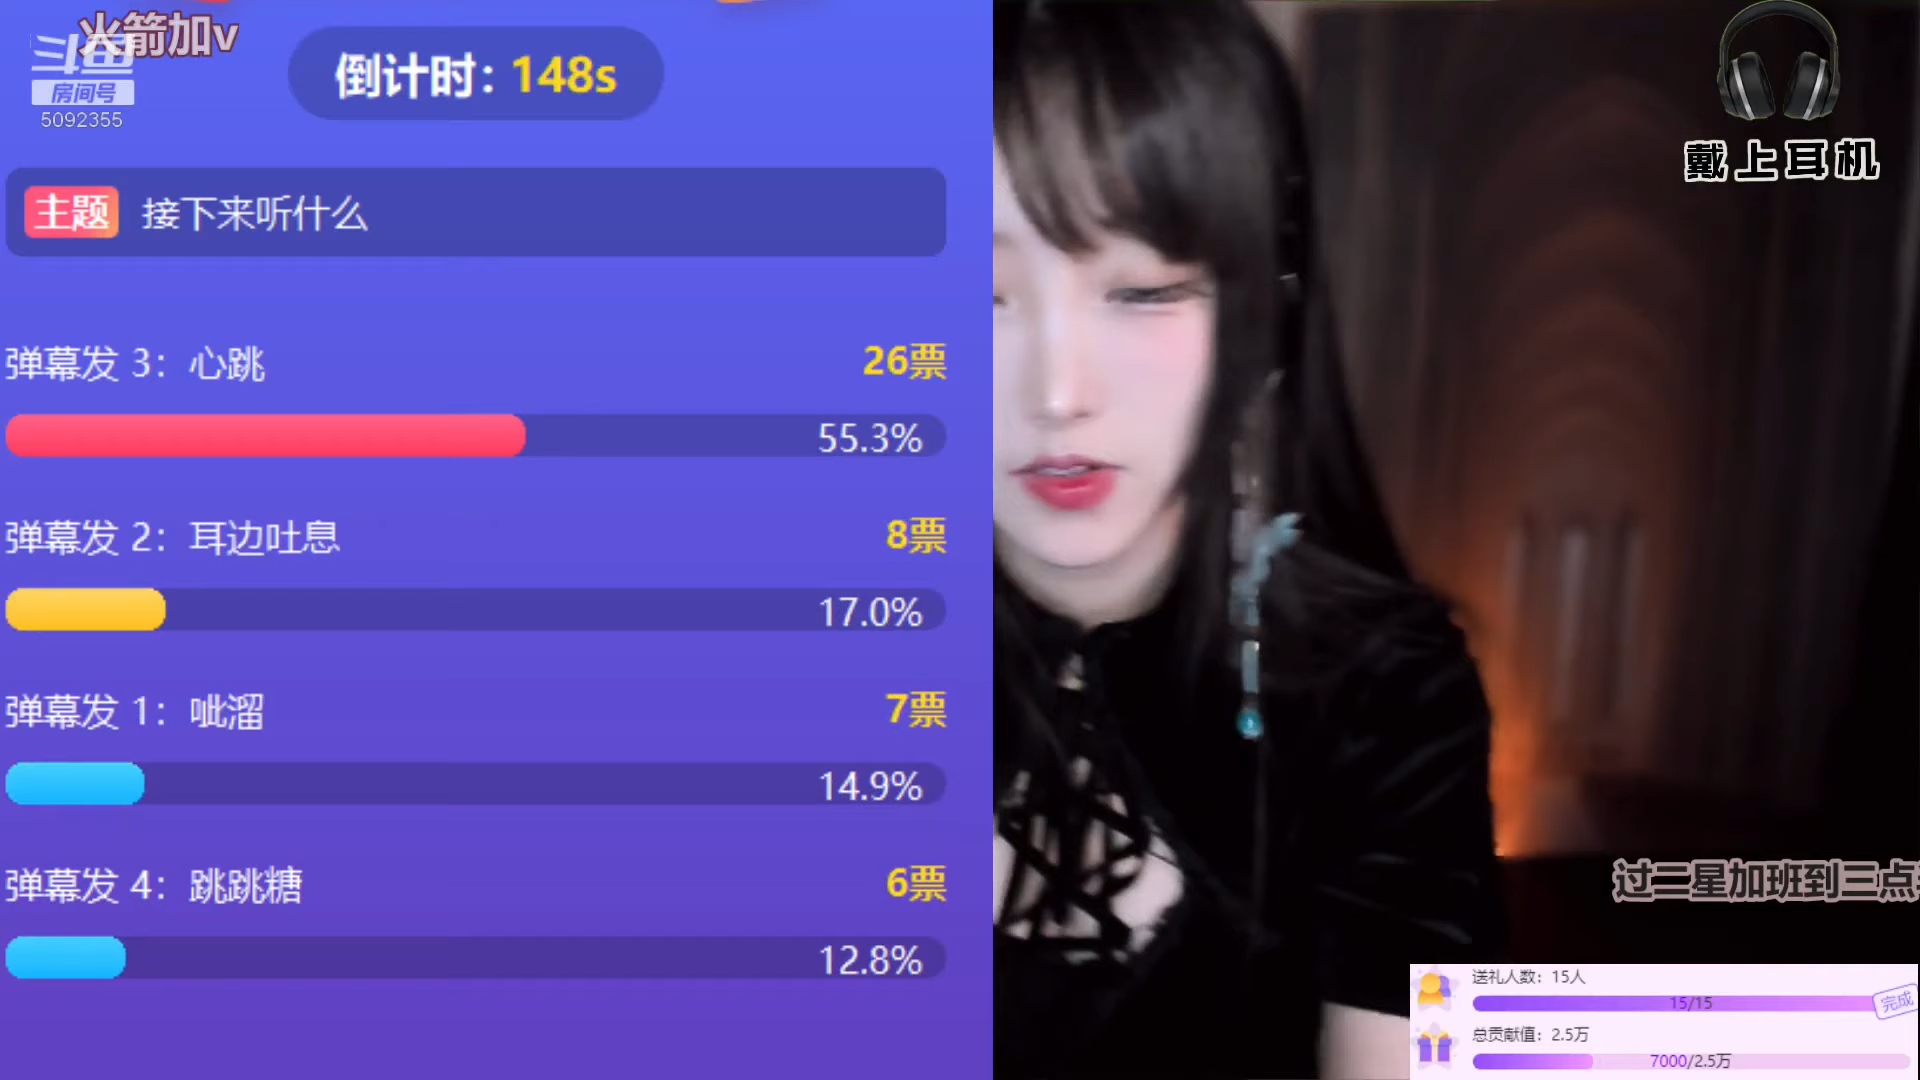 火箭加v
斗鱼
房间号
5092355
倒计时：148s
主题 接下来听什么
弹幕发 3：心跳 26票
55.3%
弹幕发 2：耳边吐息 8票
17.0%
弹幕发 1：呲溜 7票
14.9%
弹幕发 4：跳跳糖 6票
12.8%
戴上耳机
过二星加班到三点
送礼人数：15人
15/15
完成
总贡献值：2.5万
7000/2.5万